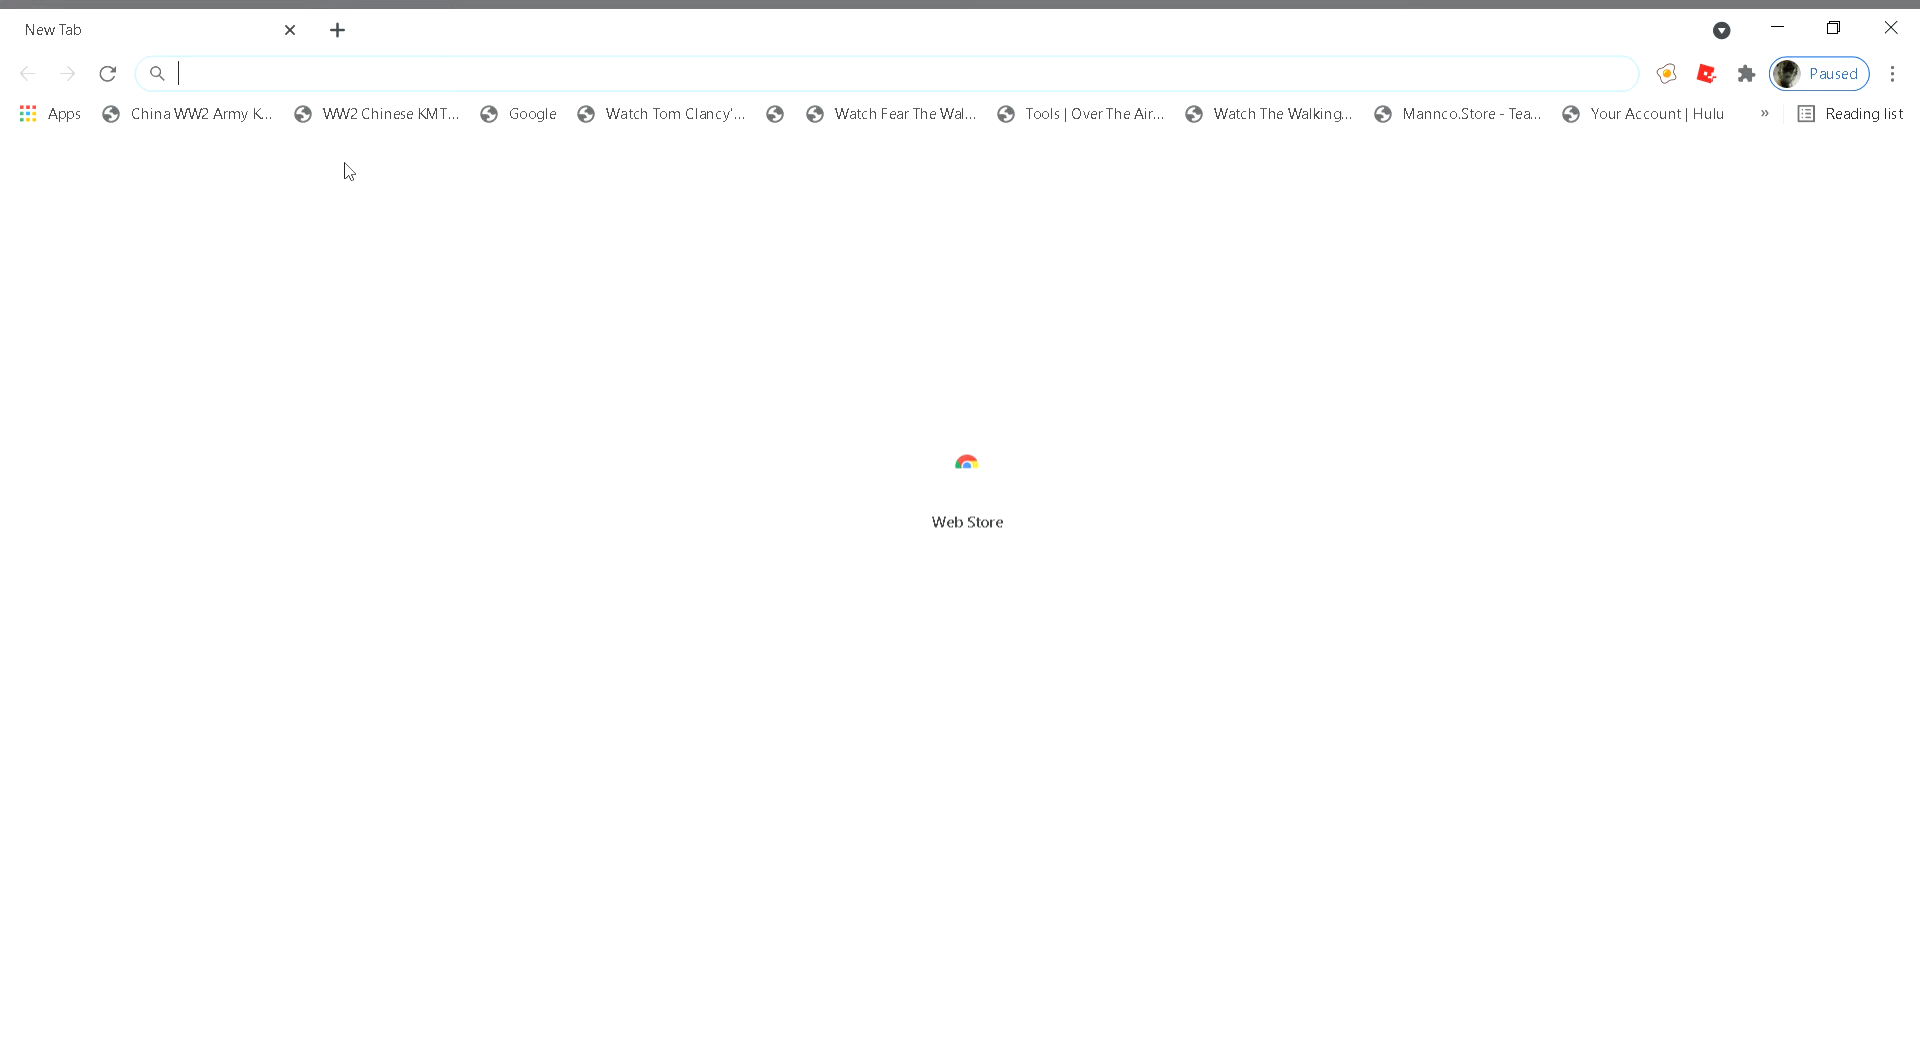 New Tab
Paused
Apps China WW2 Army K... WW2 Chinese KMT... Google Watch Tom Clancy'... Watch Fear The Wal... Tools | Over The Air... Watch The Walking... Mannco.Store - Tea... Your Account | Hulu » Reading list
Web Store